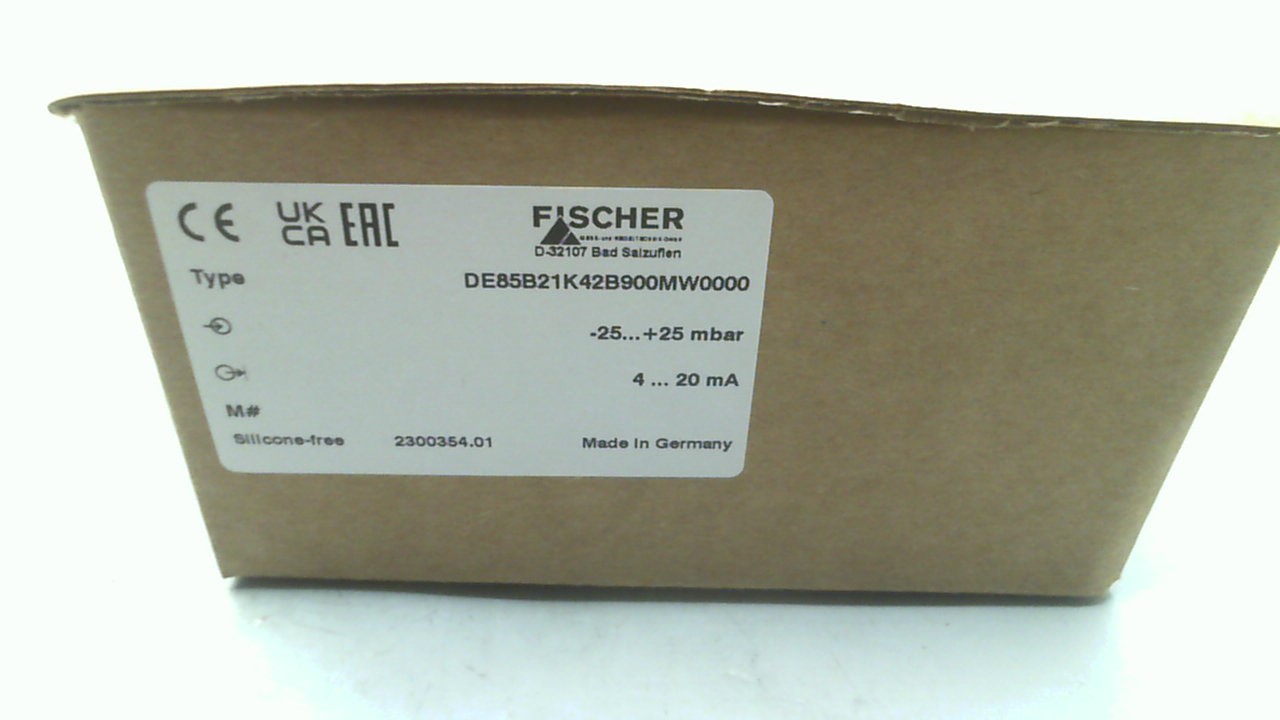 CE UK CA EAC
FISCHER
D-32107 Bad Salzuflen
Type DE85B21K42B900MW0000
-25...+25 mbar
4 ... 20 mA
M#
Silicone-free 2300354.01 Made in Germany